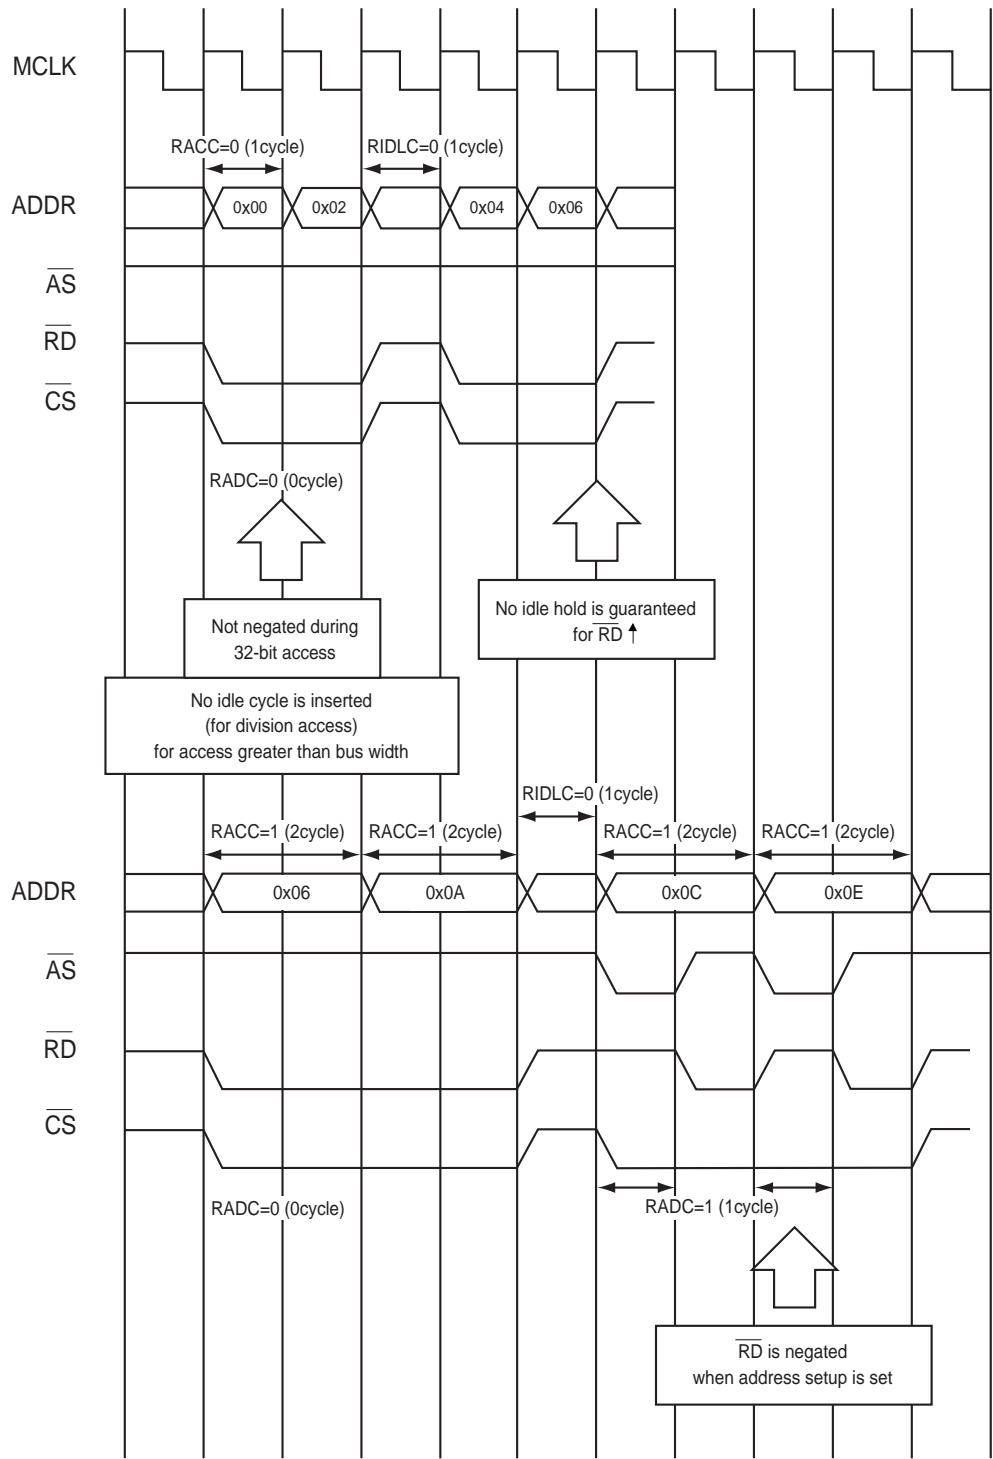 MCLK
RACC=0 (1cycle)
RIDLC=0 (1cycle)
ADDR
0x00
0x02
0x04
0x06
AS
RD
CS
RADC=0 (0cycle)
Not negated during
32-bit access
No idle hold is guaranteed
for RD ↑
No idle cycle is inserted
(for division access)
for access greater than bus width
RIDLC=0 (1cycle)
RACC=1 (2cycle)
RACC=1 (2cycle)
RACC=1 (2cycle)
RACC=1 (2cycle)
ADDR
0x06
0x0A
0x0C
0x0E
AS
RD
CS
RADC=0 (0cycle)
RADC=1 (1cycle)
RD is negated
when address setup is set